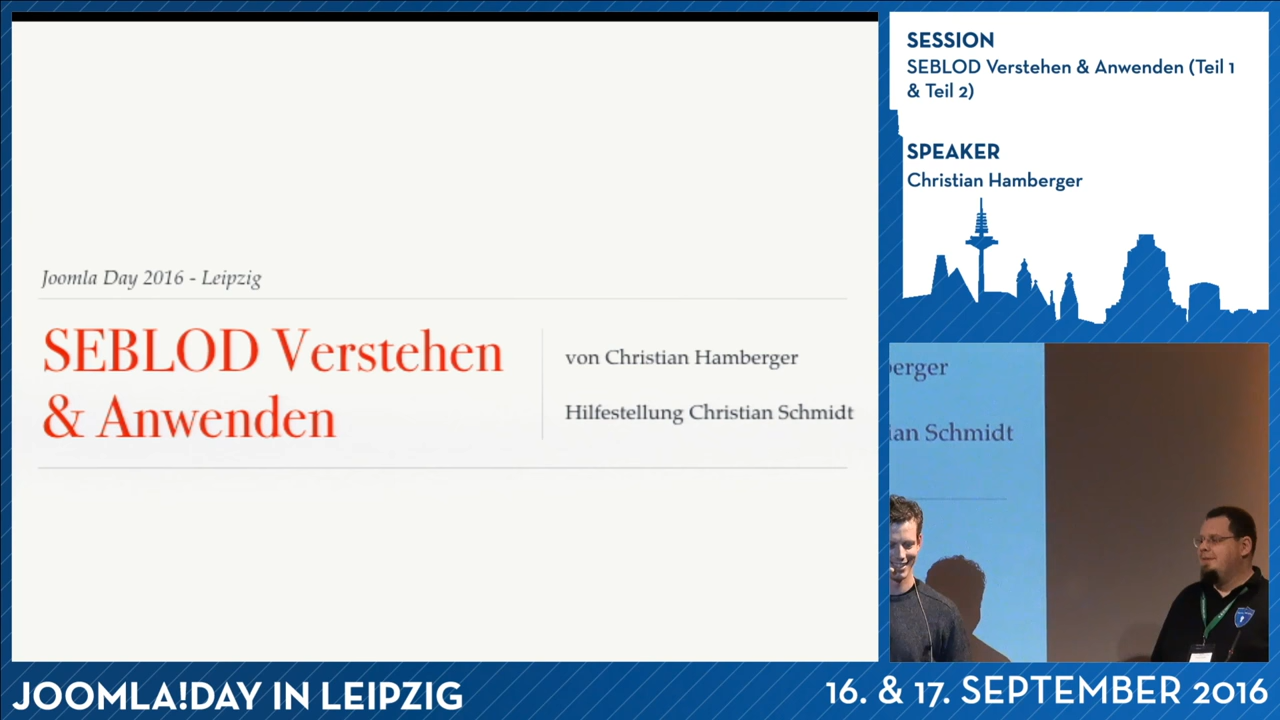 Joomla Day 2016 - Leipzig
SEBLOD Verstehen
& Anwenden
von Christian Hamberger
Hilfestellung Christian Schmidt
SESSION
SEBLOD Verstehen & Anwenden (Teil 1
& Teil 2)
SPEAKER
Christian Hamberger
berger
ian Schmidt
JOOMLA!DAY IN LEIPZIG
16. & 17. SEPTEMBER 2016